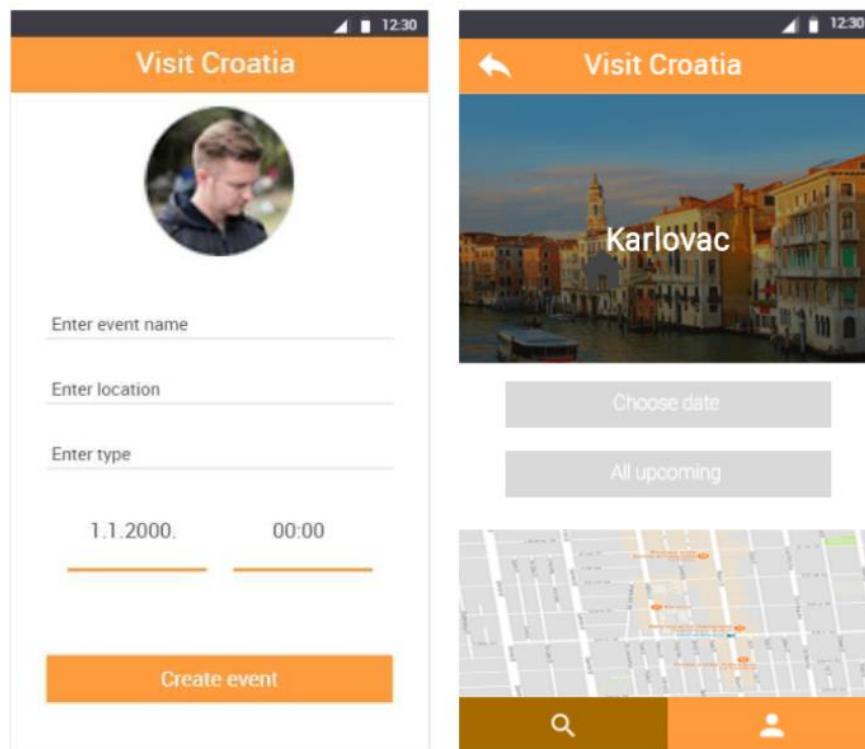 12:30
Visit Croatia
Enter event name
Enter location
Enter type
1.1.2000. 00:00
Create event
12:30
Visit Croatia
Karlovac
Choose date
All upcoming